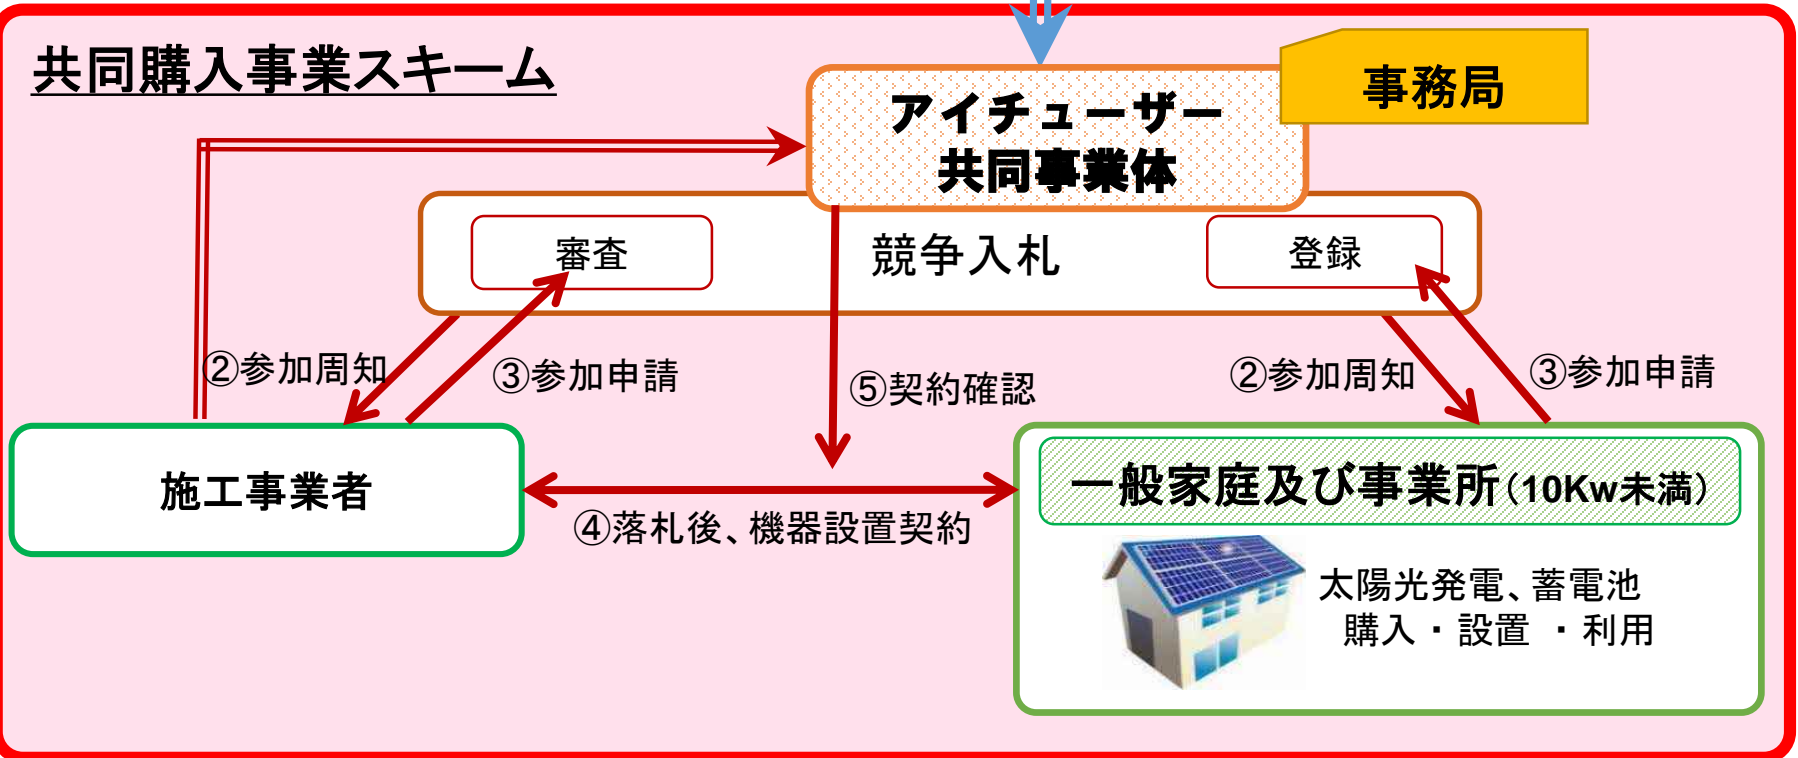 共同購入事業スキーム
事務局
アイチューザー
共同事業体
審査
競争入札
登録
②参加周知
③参加申請
⑤契約確認
②参加周知
③参加申請
施工事業者
④落札後、機器設置契約
一般家庭及び事業所(10Kw未満)
太陽光発電、蓄電池
購入・設置・利用